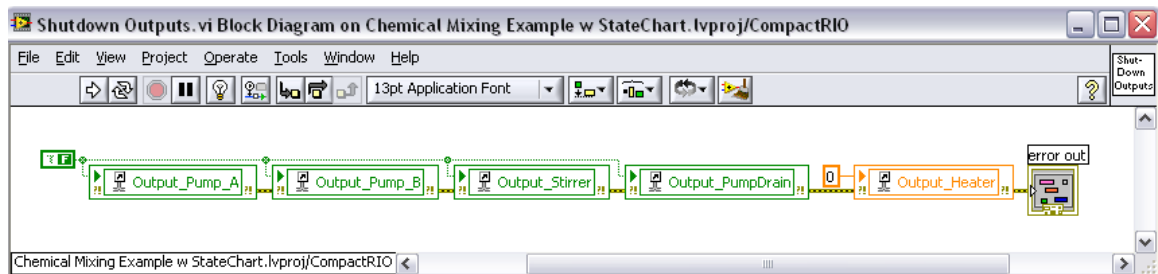 Shutdown Outputs.vi Block Diagram on Chemical Mixing Example w StateChart.lvproj/CompactRIO
File Edit View Project Operate Tools Window Help
13pt Application Font
?
Shut-
Down
Outputs
T F
error out
Output_Pump_A
Output_Pump_B
Output_Stirrer
Output_PumpDrain
0
Output_Heater
Chemical Mixing Example w StateChart.lvproj/CompactRIO